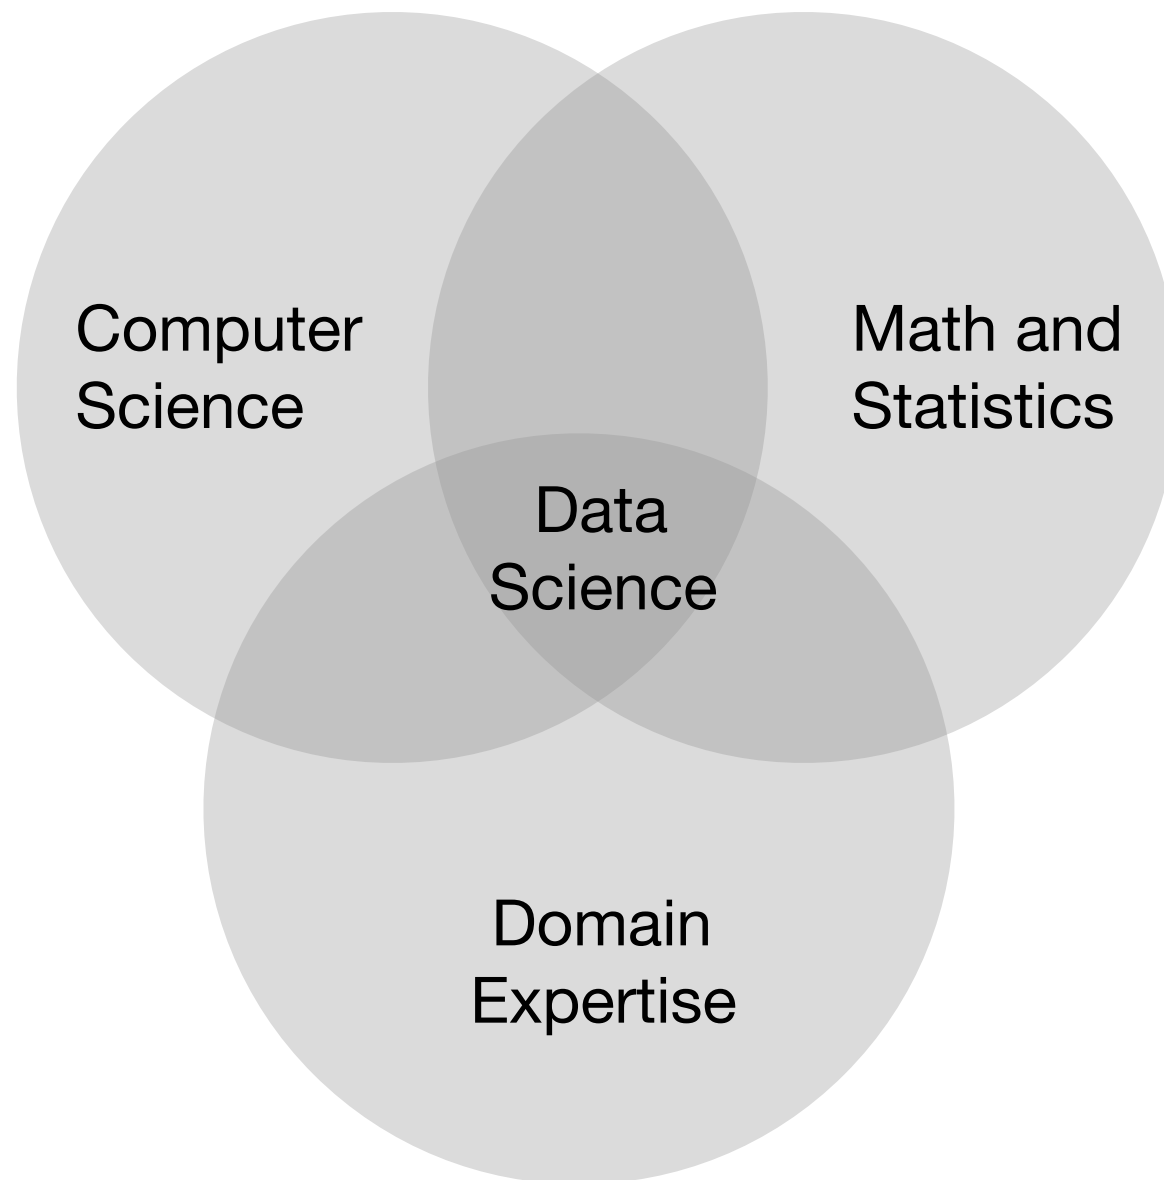 Computer
Science
Math and
Statistics
Data
Science
Domain
Expertise